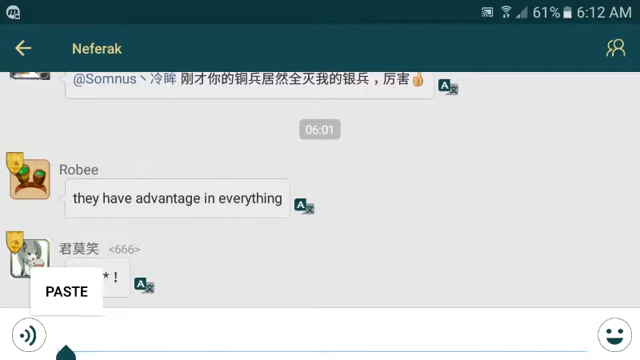 61% 6:12 AM
Neferak
@Somnus丶冷眸 刚才你的铜兵居然全灭我的银兵，厉害👍
06:01
Robee
they have advantage in everything
君莫笑 <666>
*！
PASTE